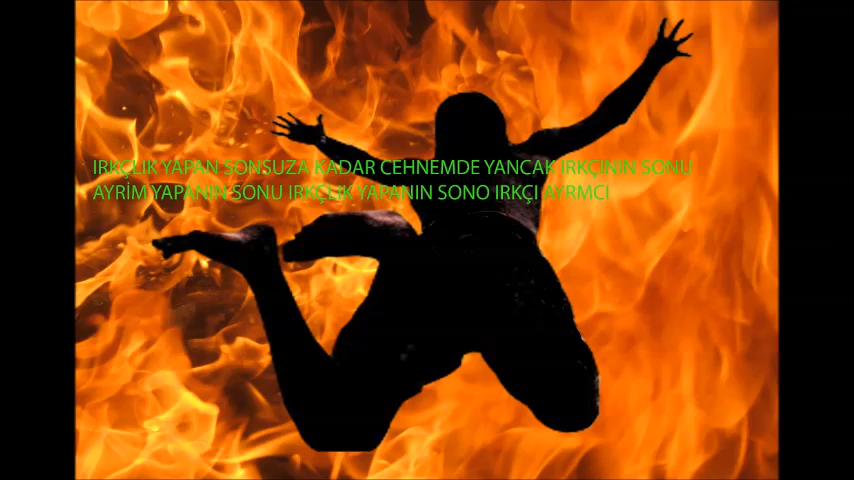 IRKÇLIK YAPAN SONSUZA KADAR CEHNEMDE YANCAK IRKÇININ SONU
AYRİM YAPANIN SONU IRKÇLIK YAPANIN SONO IRKÇI AYRMCI